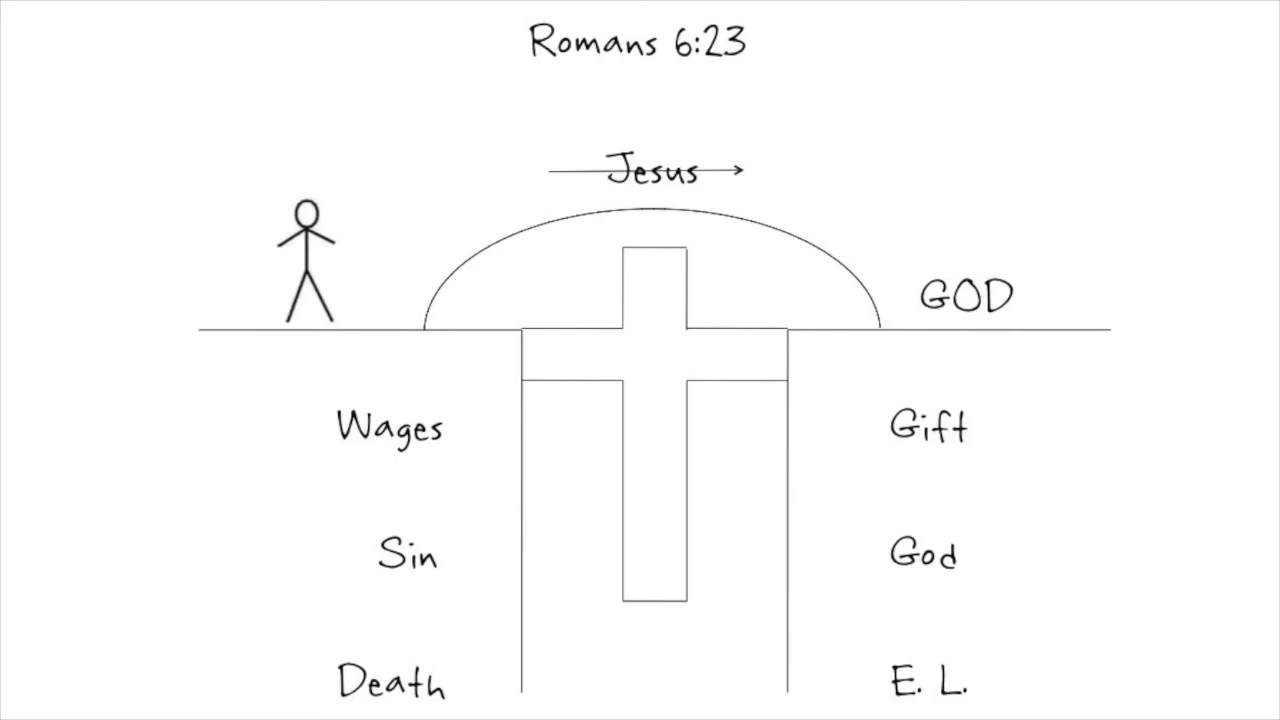 Romans 6:23
Jesus
GOD
Wages
Gift
Sin
God
Death
E. L.